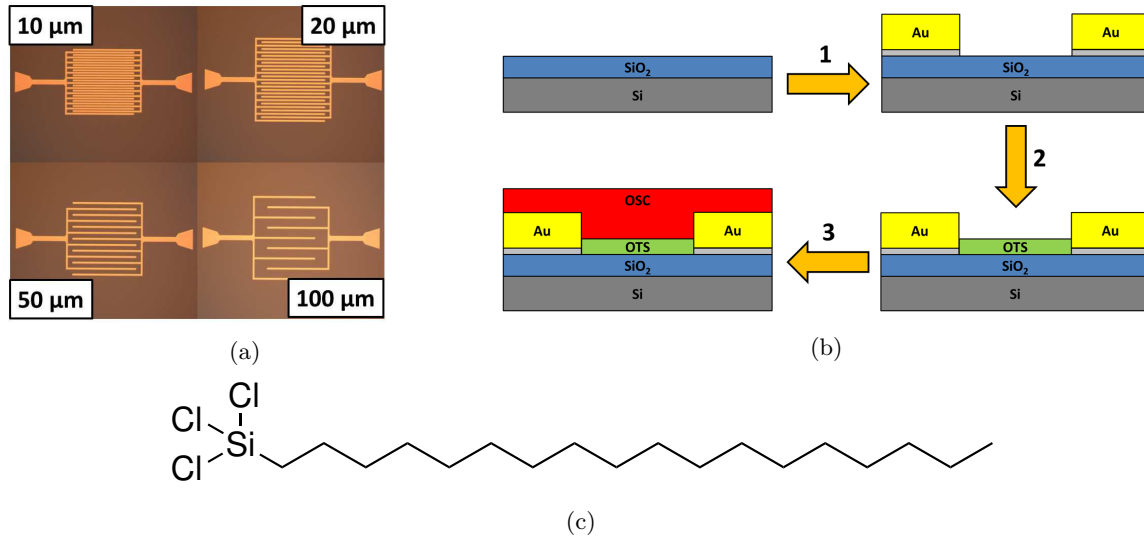 10 µm
20 µm
50 µm
100 µm
(a)
SiO₂
Si
1
Au
Au
SiO₂
Si
2
OSC
Au
Au
OTS
SiO₂
Si
3
Au
Au
OTS
SiO₂
Si
(b)
Cl
Cl
Cl
Si
(c)